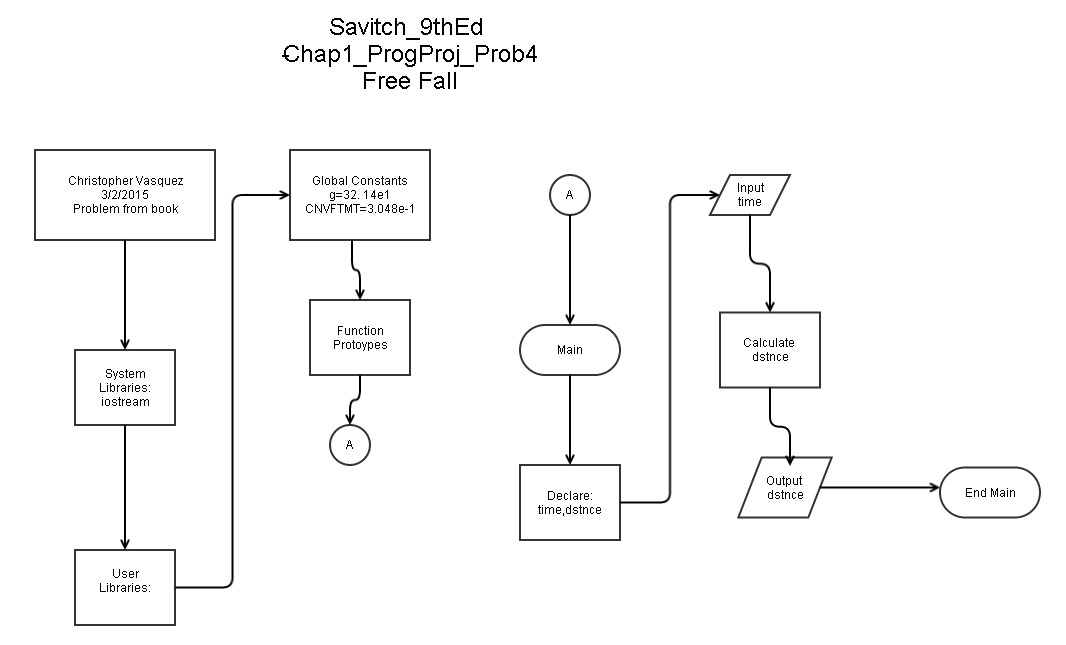 Savitch_9thEd
-Chap1_ProgProj_Prob4
Free Fall
Christopher Vasquez
3/2/2015
Problem from book
System
Libraries:
iostream
User
Libraries:
Global Constants
g=32.14e1
CNVFTMT=3.048e-1
Function
Protoypes
A
A
Main
Declare:
time,dstnce
Input
time
Calculate
dstnce
Output
dstnce
End Main